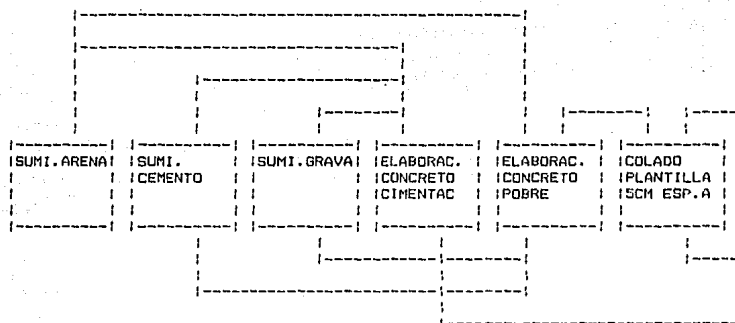 SUMI.ARENA
SUMI.
CEMENTO
SUMI.GRAVA
ELABORAC.
CONCRETO
CIMENTAC
ELABORAC.
CONCRETO
POBRE
COLADO
PLANTILLA
5CM ESP.A